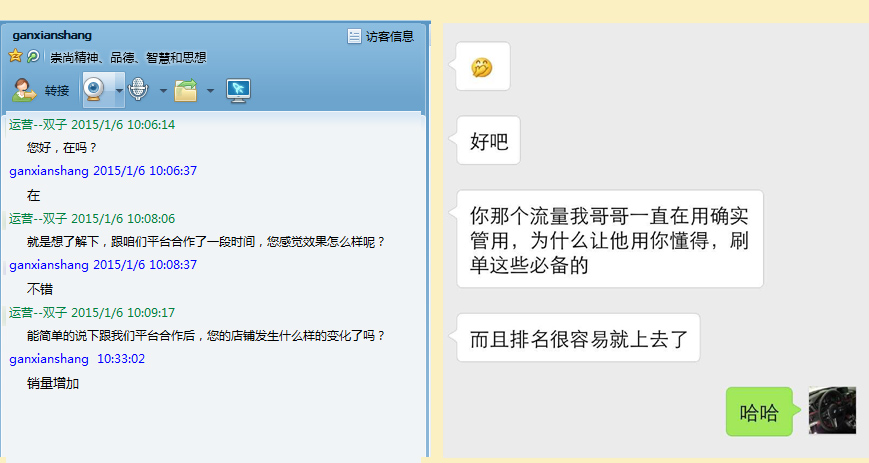 ganxianshang
访客信息
崇尚精神、品德、智慧和思想
转接
运营--双子 2015/1/6 10:06:14
您好，在吗？
ganxianshang 2015/1/6 10:06:37
在
运营--双子 2015/1/6 10:08:06
就是想了解下，跟咱们平台合作了一段时间，您感觉效果怎么样呢？
ganxianshang 2015/1/6 10:08:37
不错
运营--双子 2015/1/6 10:09:17
能简单的说下跟我们平台合作后，您的店铺发生什么样的变化了吗？
ganxianshang 10:33:02
销量增加
好吧
你那个流量我哥哥一直在用确实
管用，为什么让他用你懂得，刷
单这些必备的
而且排名很容易就上去了
哈哈